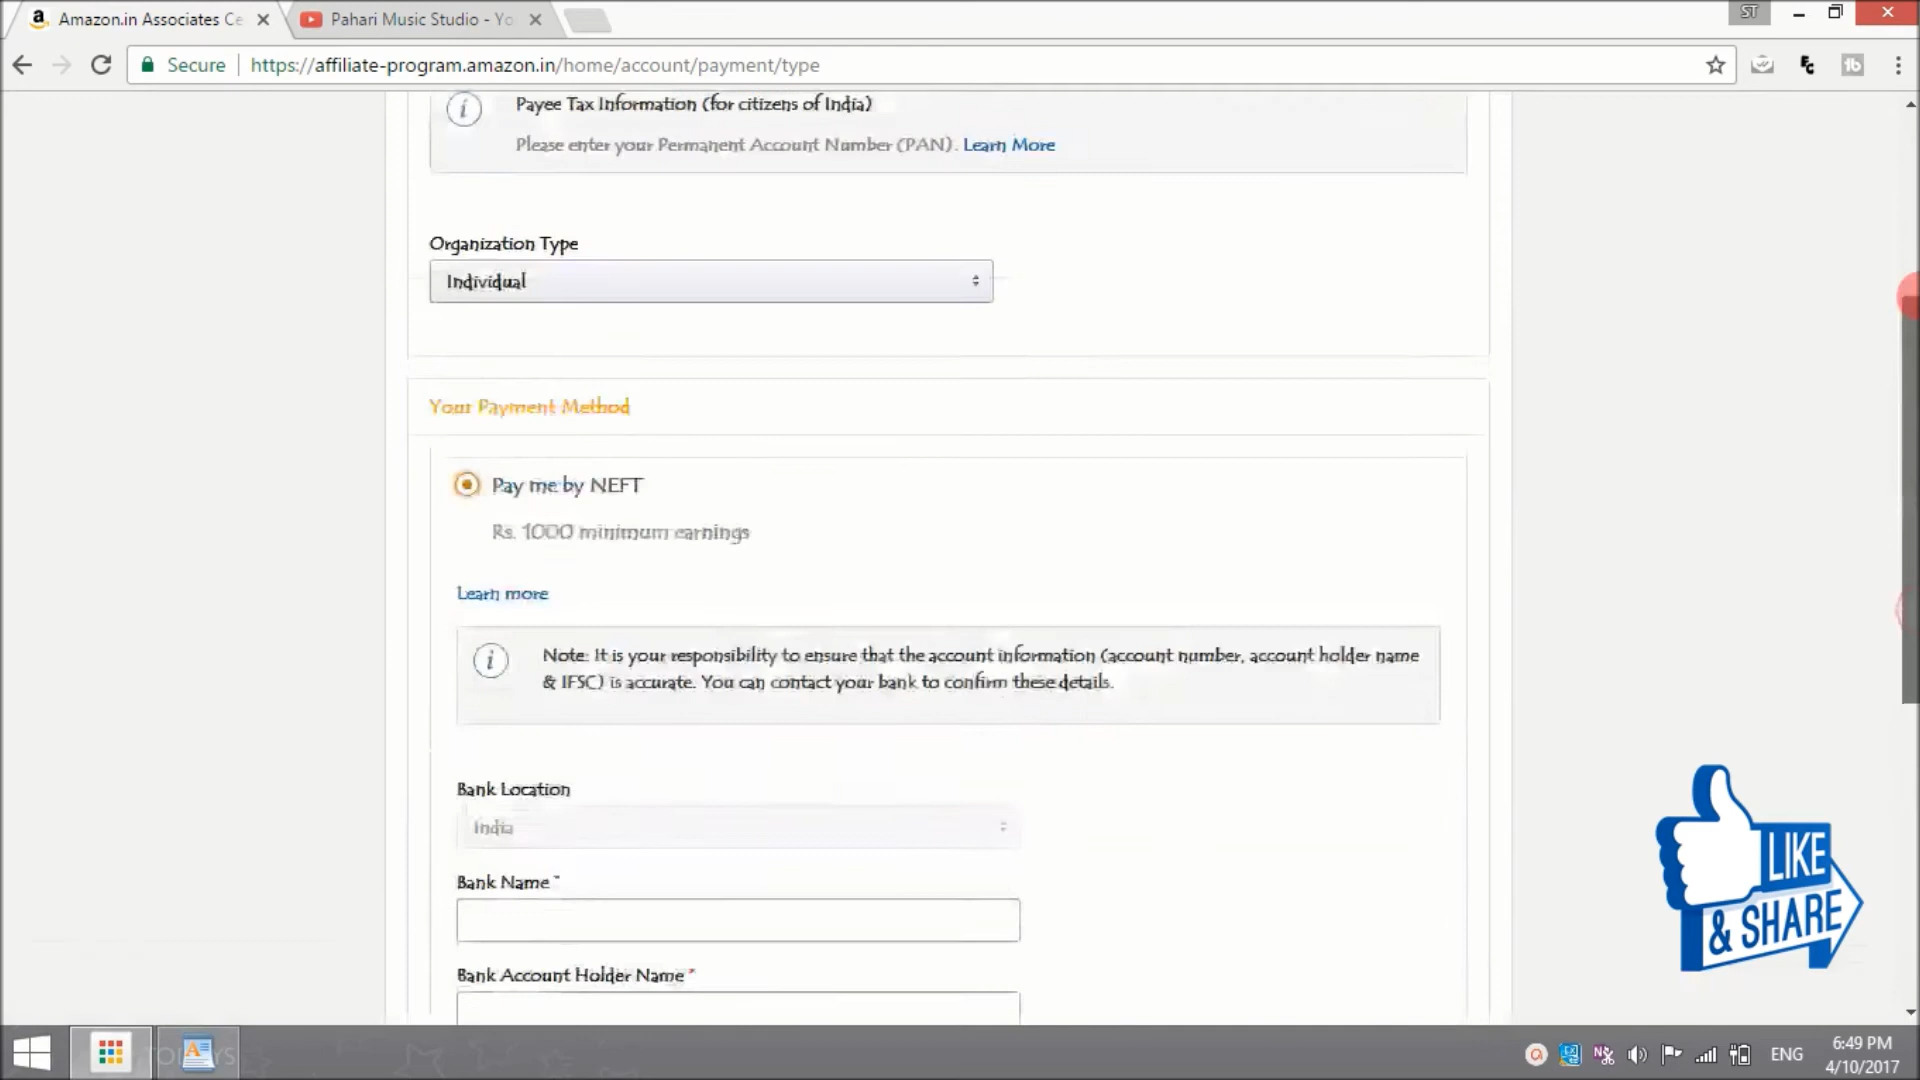 Amazon.in Associates Ce
Pahari Music Studio - Yo
ST
Secure
https://affiliate-program.amazon.in/home/account/payment/type
Payee Tax Information (for citizens of India)
Please enter your Permanent Account Number (PAN). Learn More
Organization Type
Individual
Your Payment Method
Pay me by NEFT
Rs. 1000 minimum earnings
Learn more
Note: It is your responsibility to ensure that the account information (account number, account holder name
& IFSC) is accurate. You can contact your bank to confirm these details.
Bank Location
India
Bank Name *
Bank Account Holder Name *
LIKE
& SHARE
ENG
6:49 PM
4/10/2017